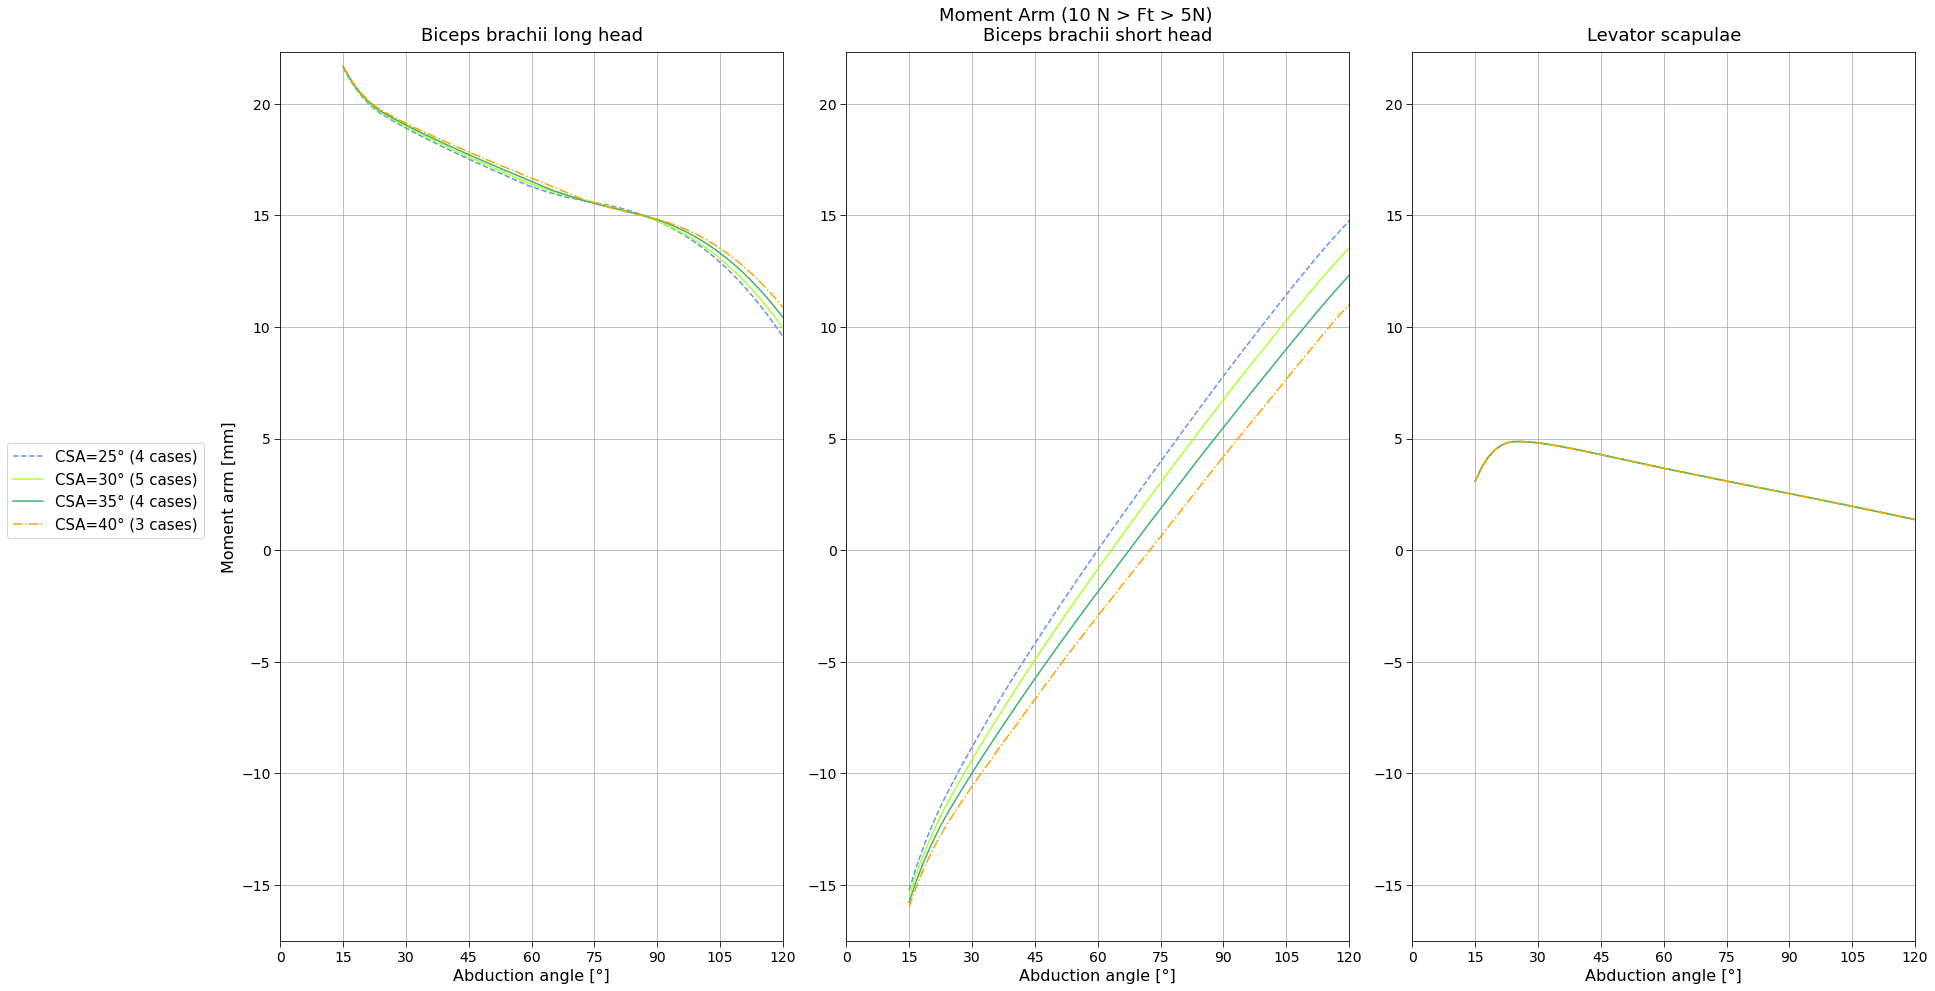 Moment Arm (10 N > Ft > 5N)
Biceps brachii long head
Biceps brachii short head
Levator scapulae
CSA=25° (4 cases)
CSA=30° (5 cases)
CSA=35° (4 cases)
CSA=40° (3 cases)
Moment arm [mm]
20
15
10
5
0
−5
−10
−15
0 15 30 45 60 75 90 105 120
Abduction angle [°]
20
15
10
5
0
−5
−10
−15
0 15 30 45 60 75 90 105 120
Abduction angle [°]
20
15
10
5
0
−5
−10
−15
0 15 30 45 60 75 90 105 120
Abduction angle [°]